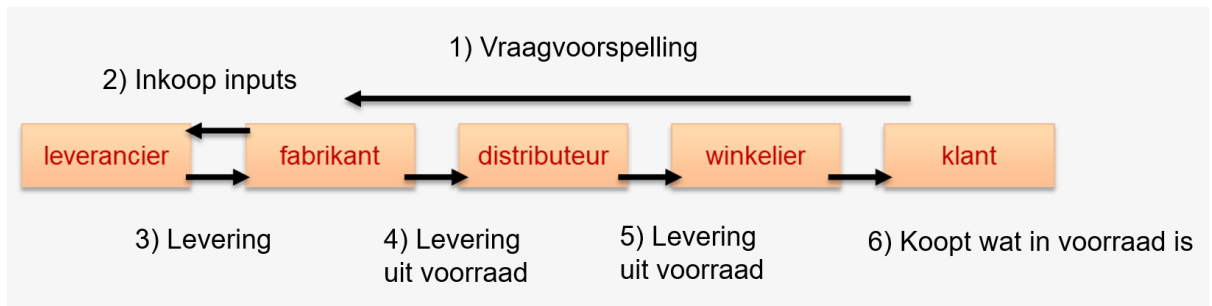 1) Vraagvoorspelling
2) Inkoop inputs
leverancier
fabrikant
distributeur
winkelier
klant
3) Levering
4) Levering
uit voorraad
5) Levering
uit voorraad
6) Koopt wat in voorraad is